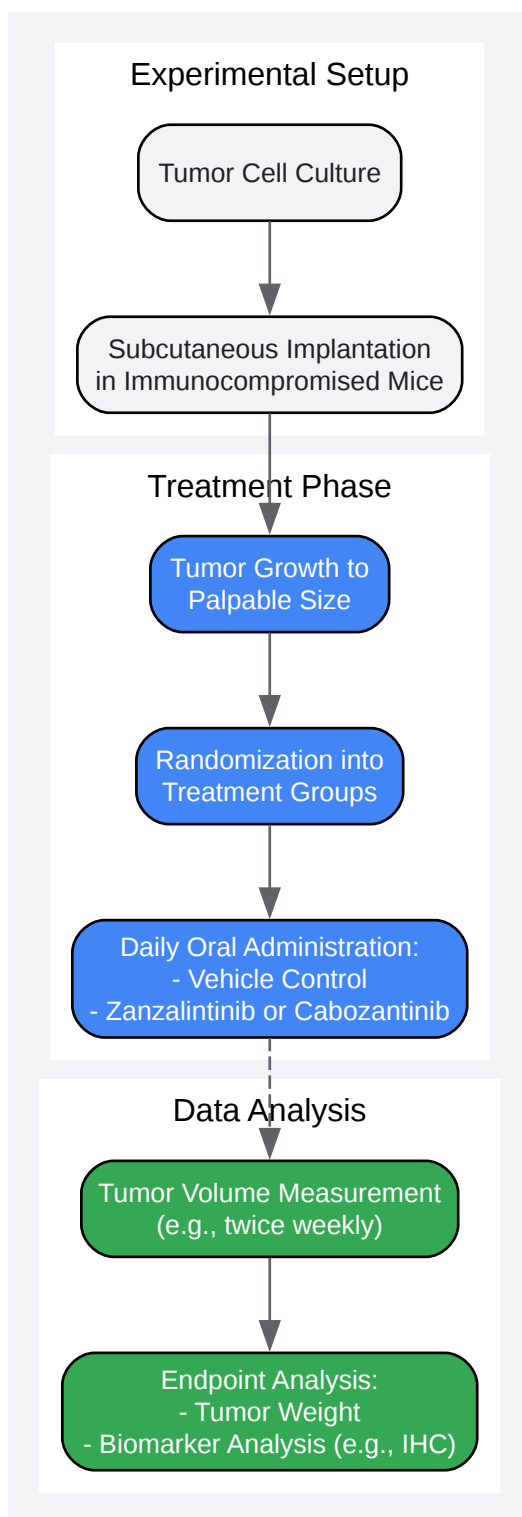 Experimental Setup
Tumor Cell Culture
Subcutaneous Implantation
in Immunocompromised Mice
Treatment Phase
Tumor Growth to
Palpable Size
Randomization into
Treatment Groups
Daily Oral Administration:
- Vehicle Control
- Zanzalintinib or Cabozantinib
Data Analysis
Tumor Volume Measurement
(e.g., twice weekly)
Endpoint Analysis:
- Tumor Weight
- Biomarker Analysis (e.g., IHC)